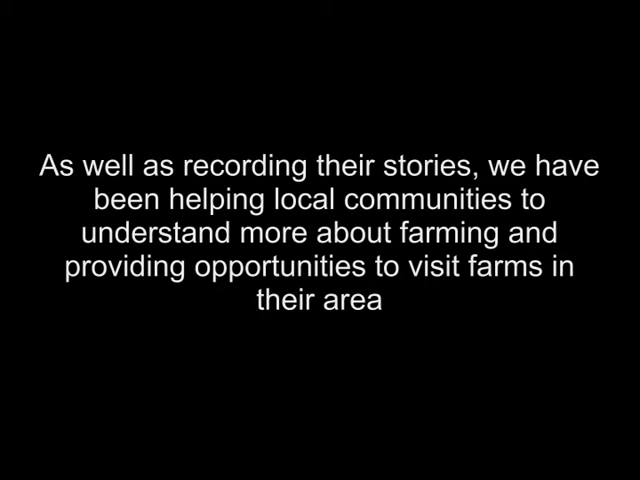 As well as recording their stories, we have
been helping local communities to
understand more about farming and
providing opportunities to visit farms in
their area